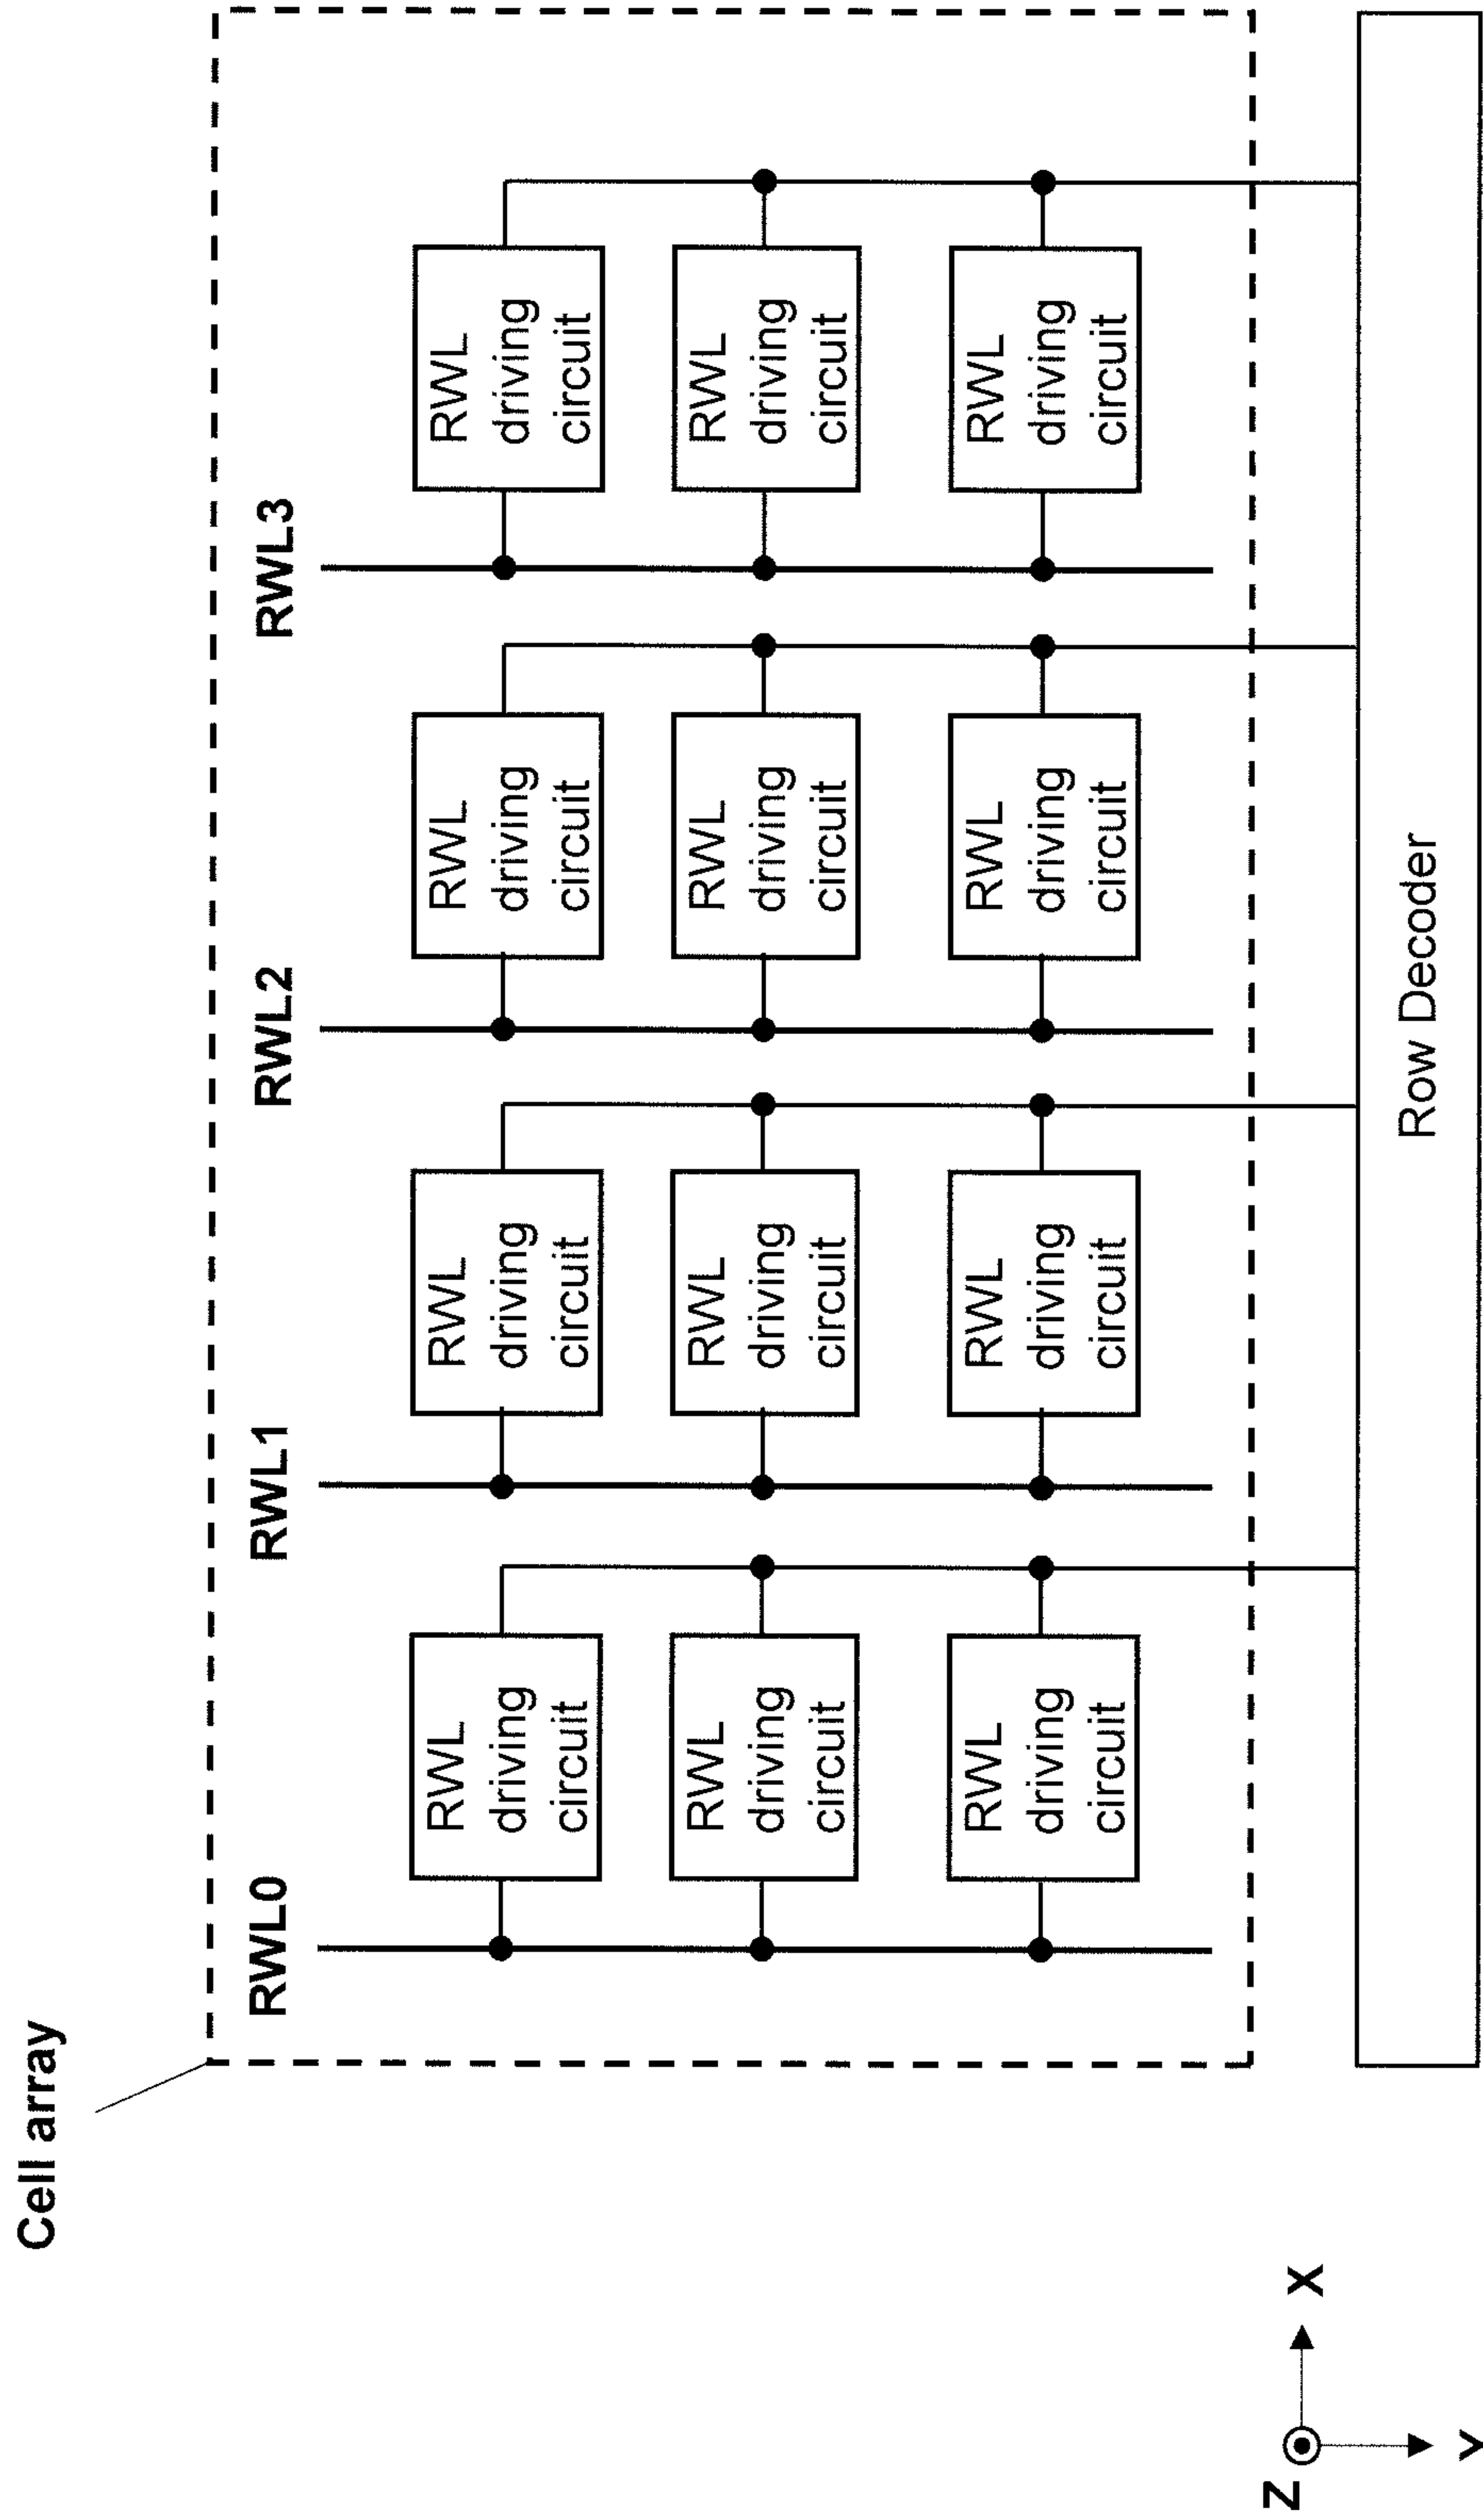 Cell array
RWL0
RWL1
RWL2
RWL3
RWL
driving
circuit
RWL
driving
circuit
RWL
driving
circuit
RWL
driving
circuit
RWL
driving
circuit
RWL
driving
circuit
RWL
driving
circuit
RWL
driving
circuit
RWL
driving
circuit
RWL
driving
circuit
RWL
driving
circuit
RWL
driving
circuit
Row Decoder
Z
X
Y